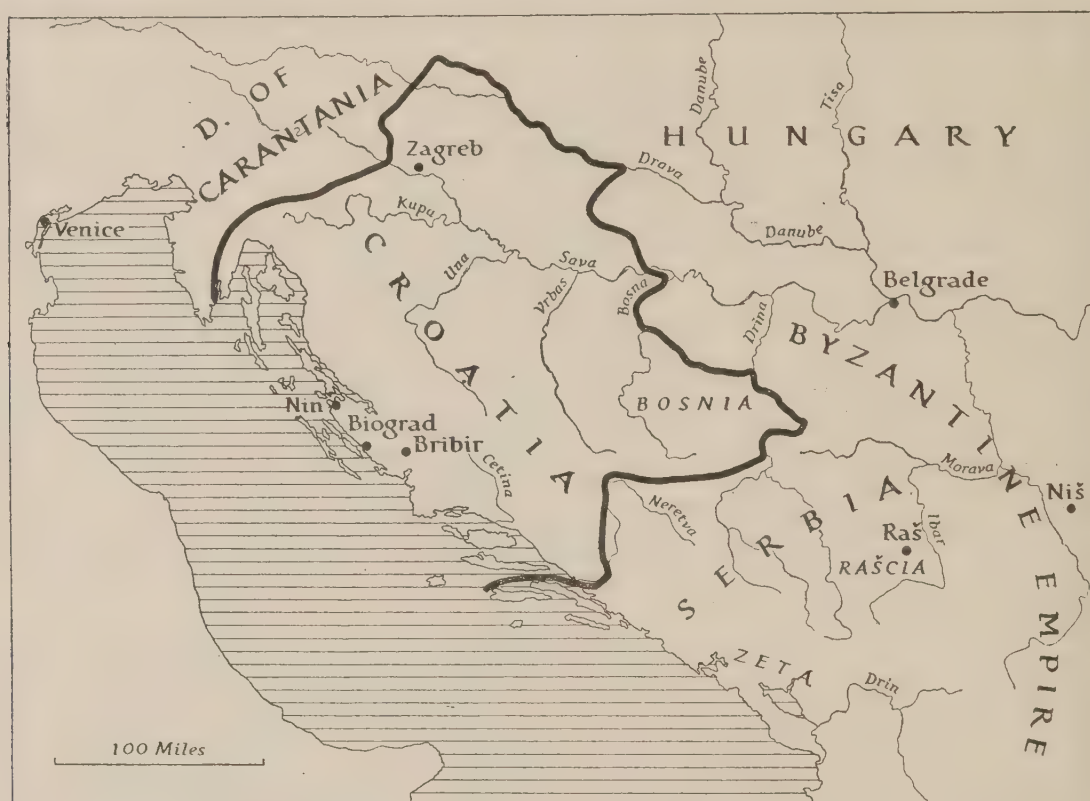 D. OF
CARANTANIA
HUNGARY
Danube
Tisa
Zagreb
Drava
Venice
Kupa
Danube
CROATIA
Una
Sava
Vrbas
Bosna
Drina
Belgrade
BYZANTINE EMPIRE
Nin
Biograd
Bribir
BOSNIA
Cetina
Neretva
Morava
Niš
SERBIA
Raš
Ibar
RAŠCIA
ZETA
Drin
100 Miles